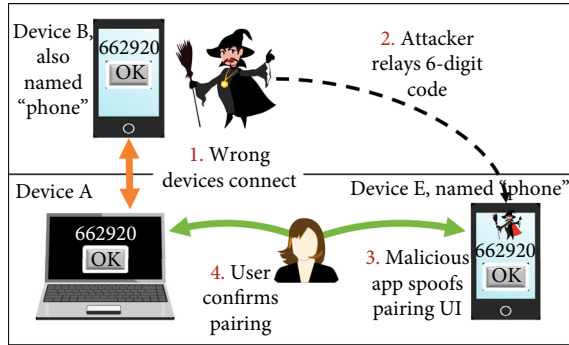 Device B,
also
named
“phone”
662920
OK
2. Attacker
relays 6-digit
code
1. Wrong
devices connect
Device A
Device E, named “phone”
662920
OK
4. User
confirms
pairing
3. Malicious
app spoofs
pairing UI
662920
OK